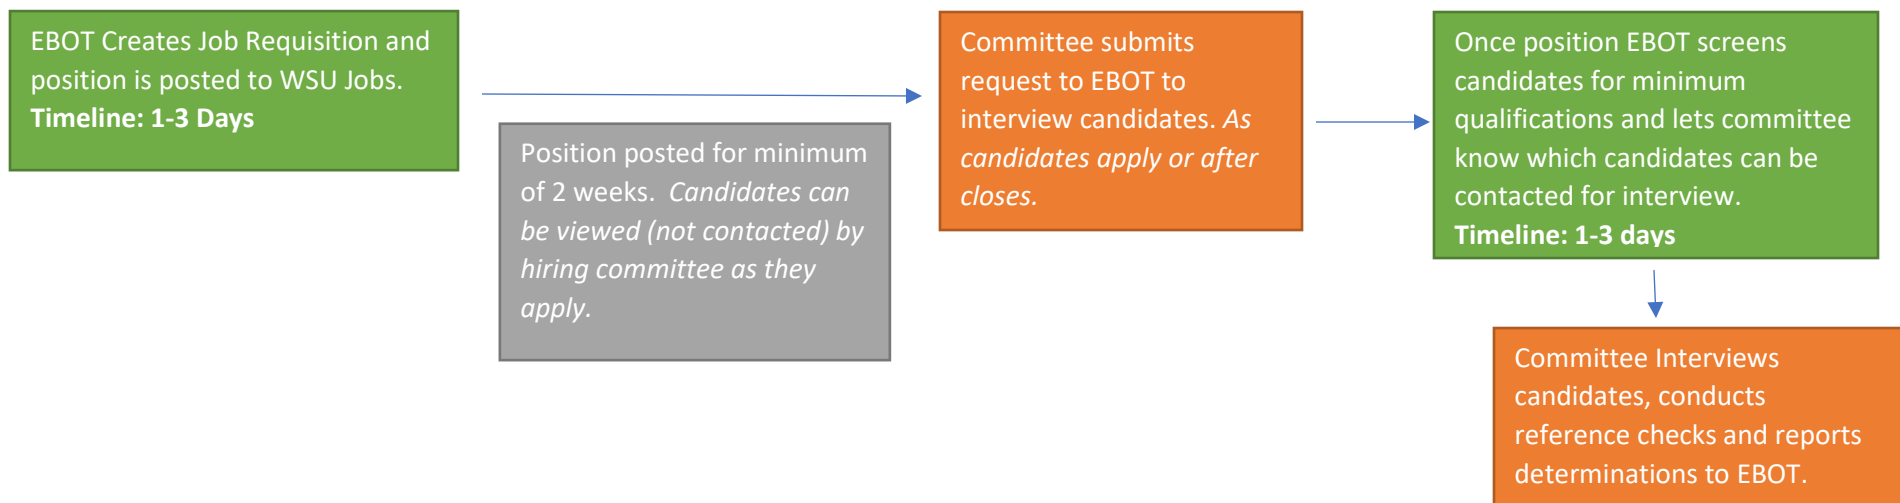 EBOT Creates Job Requisition and
position is posted to WSU Jobs.
Timeline: 1-3 Days
Position posted for minimum
of 2 weeks.  Candidates can
be viewed (not contacted) by
hiring committee as they
apply.
Committee submits
request to EBOT to
interview candidates. As
candidates apply or after
closes.
Once position EBOT screens
candidates for minimum
qualifications and lets committee
know which candidates can be
contacted for interview.
Timeline: 1-3 days
Committee Interviews
candidates, conducts
reference checks and reports
determinations to EBOT.